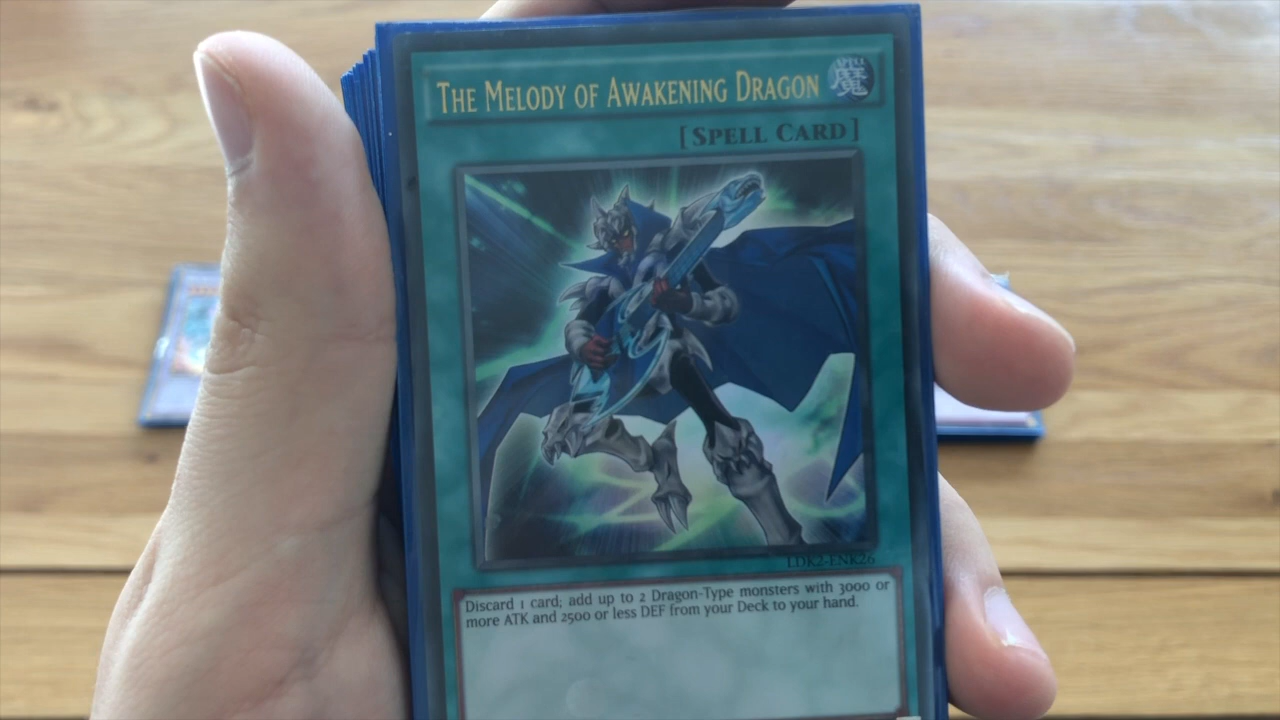 THE MELODY OF AWAKENING DRAGON
SPELL
魔
[SPELL CARD]
LDK2-ENK26
Discard 1 card; add up to 2 Dragon-Type monsters with 3000 or
more ATK and 2500 or less DEF from your Deck to your hand.